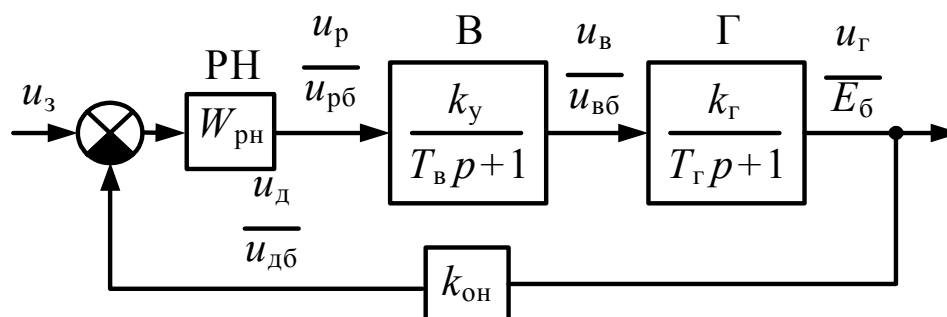 u_р
u_рб
В
u_в
u_вб
Г
u_г
E_б
РН
u_з
W_рн
k_у
T_в p + 1
k_г
T_г p + 1
u_д
u_дб
k_он